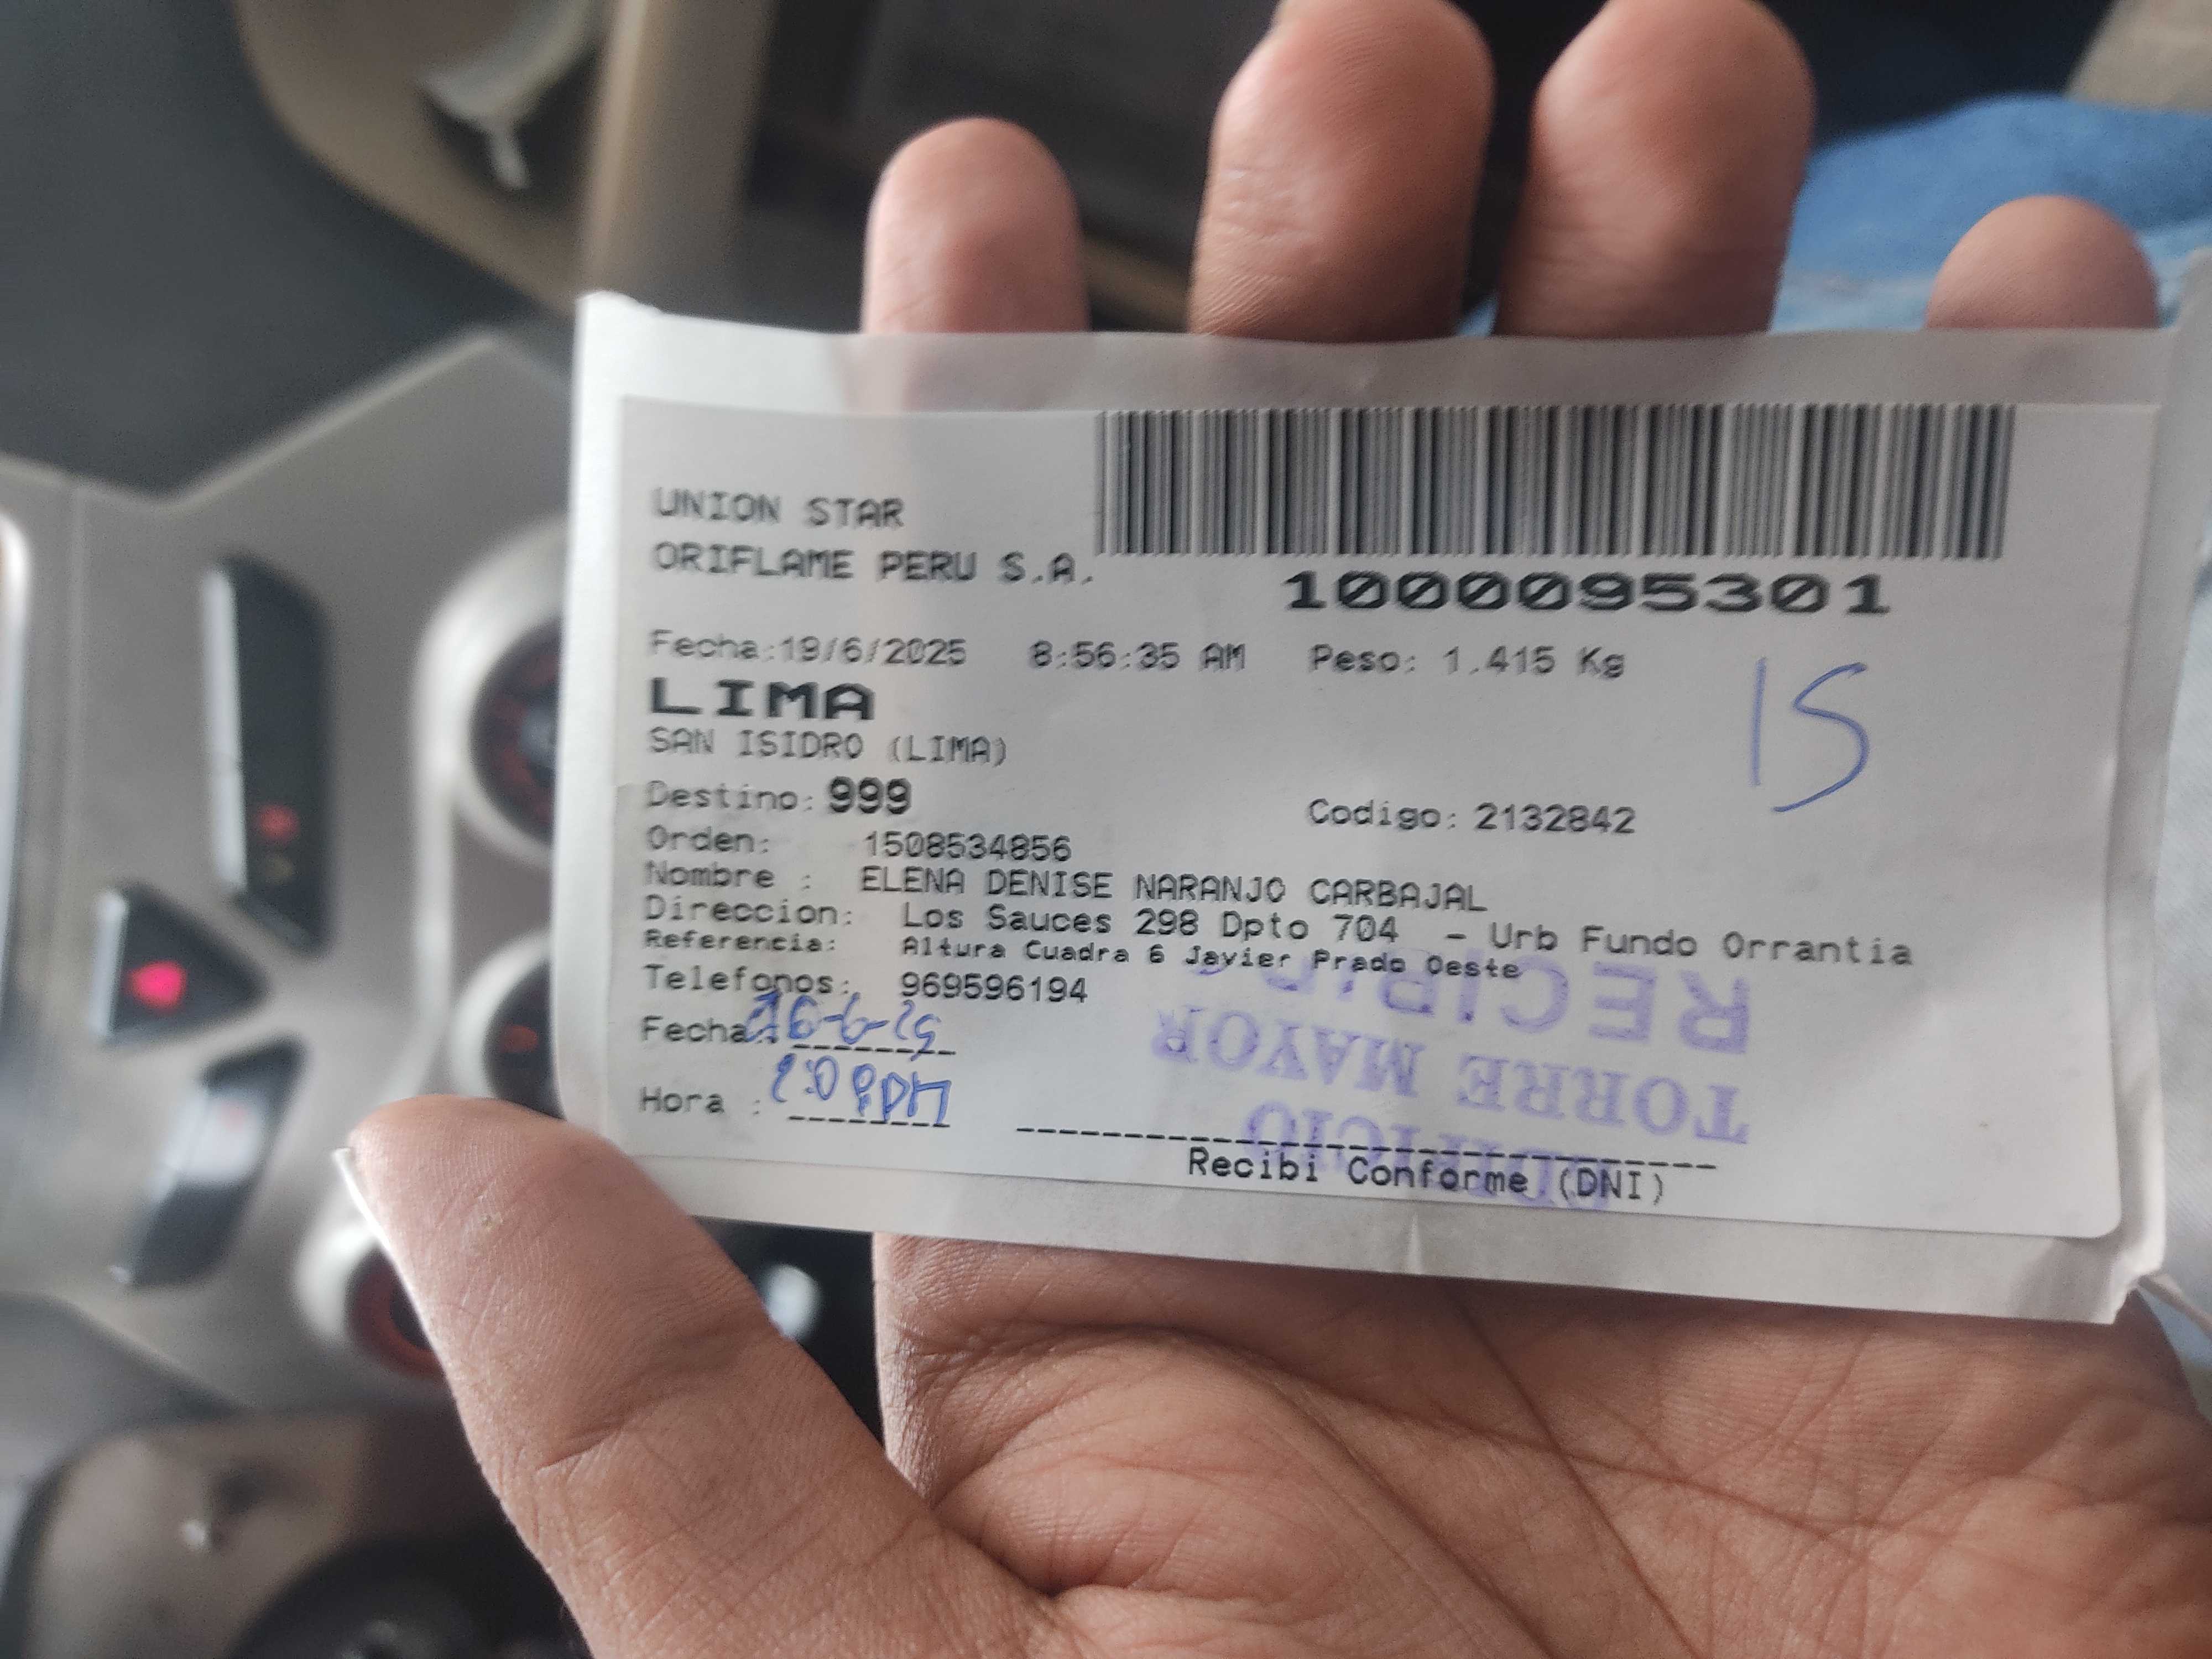 UNION STAR
ORIFLAME PERU S.A.
1000095301
Fecha:19/6/2025 8:56:35 AM Peso: 1.415 Kg
LIMA
15
SAN ISIDRO (LIMA)
Destino: 999 Codigo: 2132842
Orden: 1508534856
Nombre : ELENA DENISE NARANJO CARBAJAL
Direccion: Los Sauces 298 Dpto 704 - Urb Fundo Orrantia
Referencia: Altura Cuadra 6 Javier Prado Oeste
Telefonos: 969596194
Fecha :
Hora :
Recibi Conforme (DNI)
EDIFICIO
TORRE MAYOR
RECIBIDO